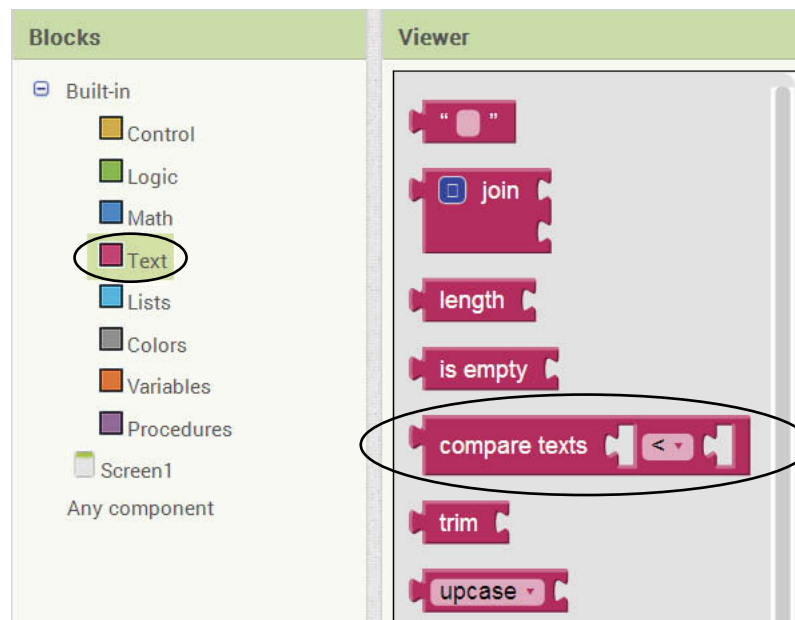 Blocks
Built-in
Control
Logic
Math
Text
Lists
Colors
Variables
Procedures
Screen1
Any component
Viewer
“ ”
join
length
is empty
compare texts <
trim
upcase